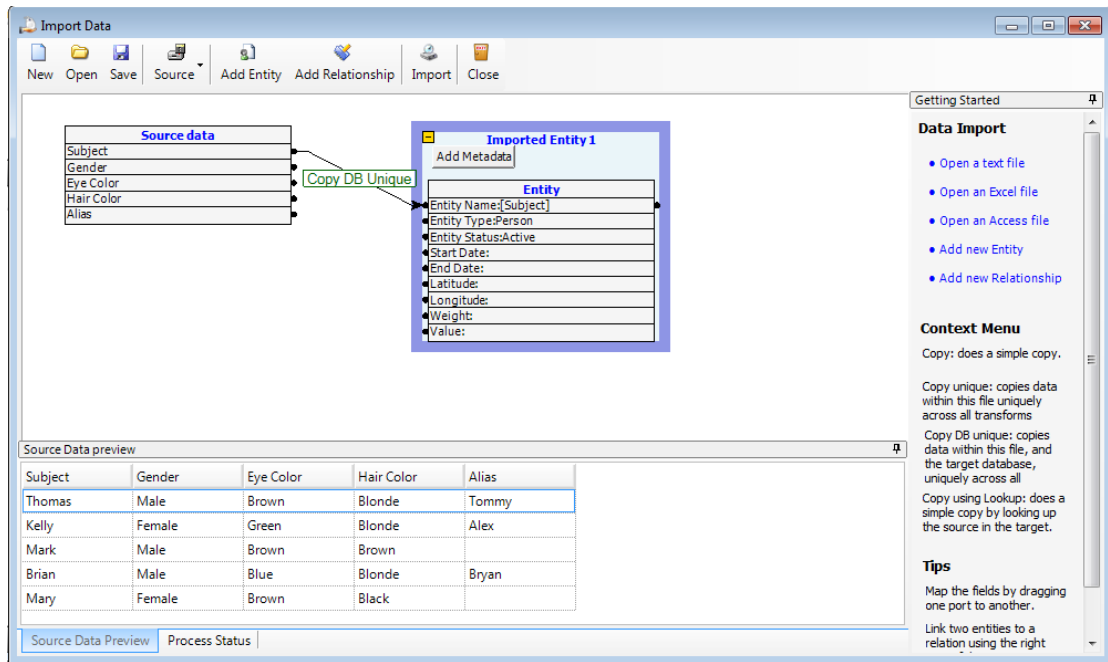 Import Data
New Open Save Source Add Entity Add Relationship Import Close
Source data
Subject
Gender
Eye Color
Hair Color
Alias
Copy DB Unique
Imported Entity 1
Add Metadata
Entity
Entity Name:[Subject]
Entity Type:Person
Entity Status:Active
Start Date:
End Date:
Latitude:
Longitude:
Weight:
Value:
Getting Started
Data Import
Open a text file
Open an Excel file
Open an Access file
Add new Entity
Add new Relationship
Context Menu
Copy: does a simple copy.
Copy unique: copies data
within this file uniquely
across all transforms
Copy DB unique: copies
data within this file, and
the target database,
uniquely across all
Copy using Lookup: does a
simple copy by looking up
the source in the target.
Tips
Map the fields by dragging
one port to another.
Link two entities to a
relation using the right
Source Data preview
Subject Gender Eye Color Hair Color Alias
Thomas Male Brown Blonde Tommy
Kelly Female Green Blonde Alex
Mark Male Brown Brown
Brian Male Blue Blonde Bryan
Mary Female Brown Black
Source Data Preview Process Status